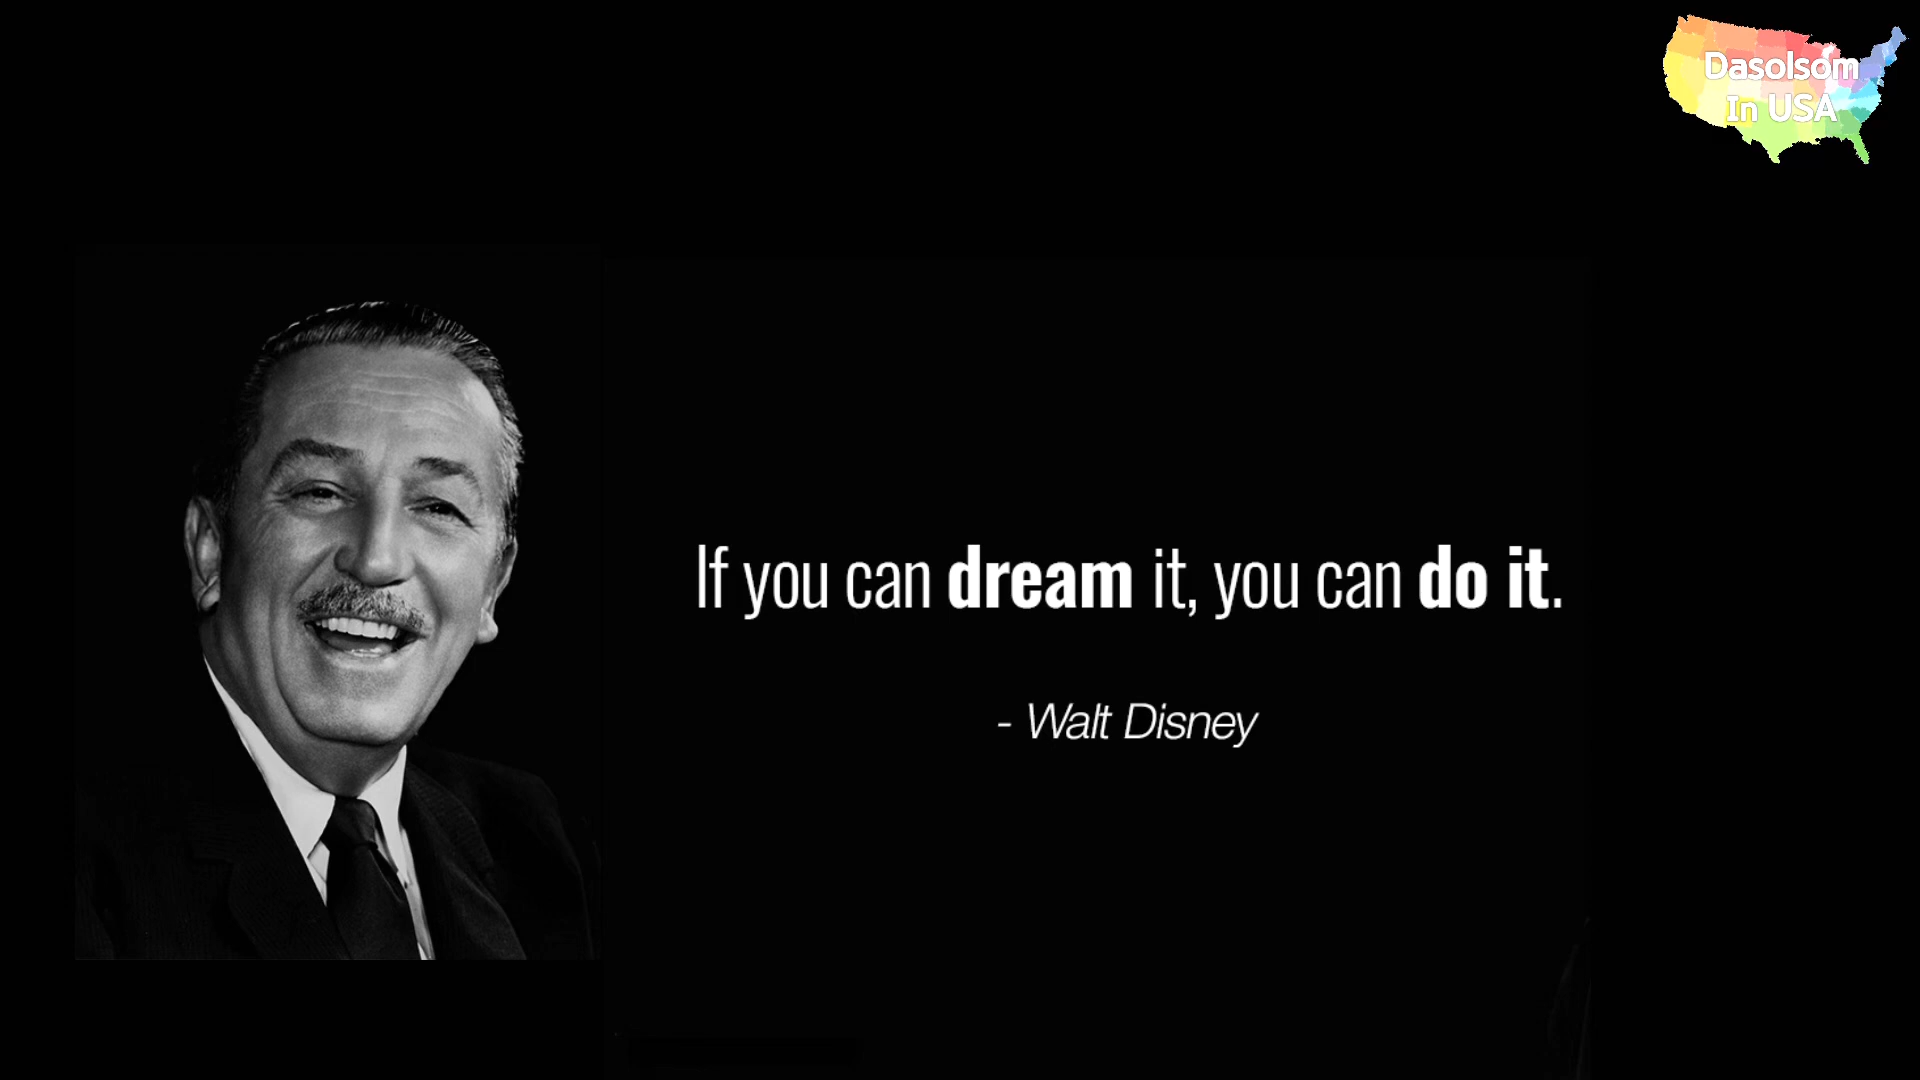 Dasolsom
In USA
If you can dream it, you can do it.
- Walt Disney